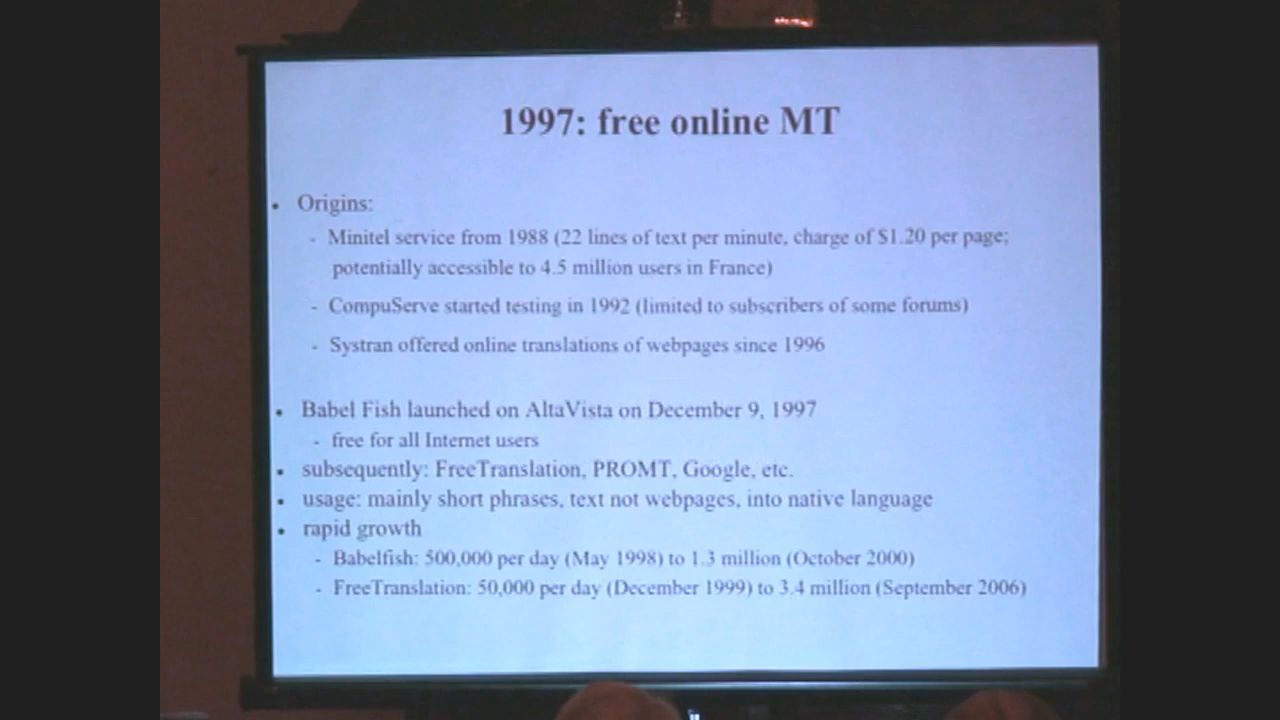 1997: free online MT
• Origins:
- Minitel service from 1988 (22 lines of text per minute, charge of $1.20 per page;
potentially accessible to 4.5 million users in France)
- CompuServe started testing in 1992 (limited to subscribers of some forums)
- Systran offered online translations of webpages since 1996
• Babel Fish launched on AltaVista on December 9, 1997
- free for all Internet users
• subsequently: FreeTranslation, PROMT, Google, etc.
• usage: mainly short phrases, text not webpages, into native language
• rapid growth
- Babelfish: 500,000 per day (May 1998) to 1.3 million (October 2000)
- FreeTranslation: 50,000 per day (December 1999) to 3.4 million (September 2006)